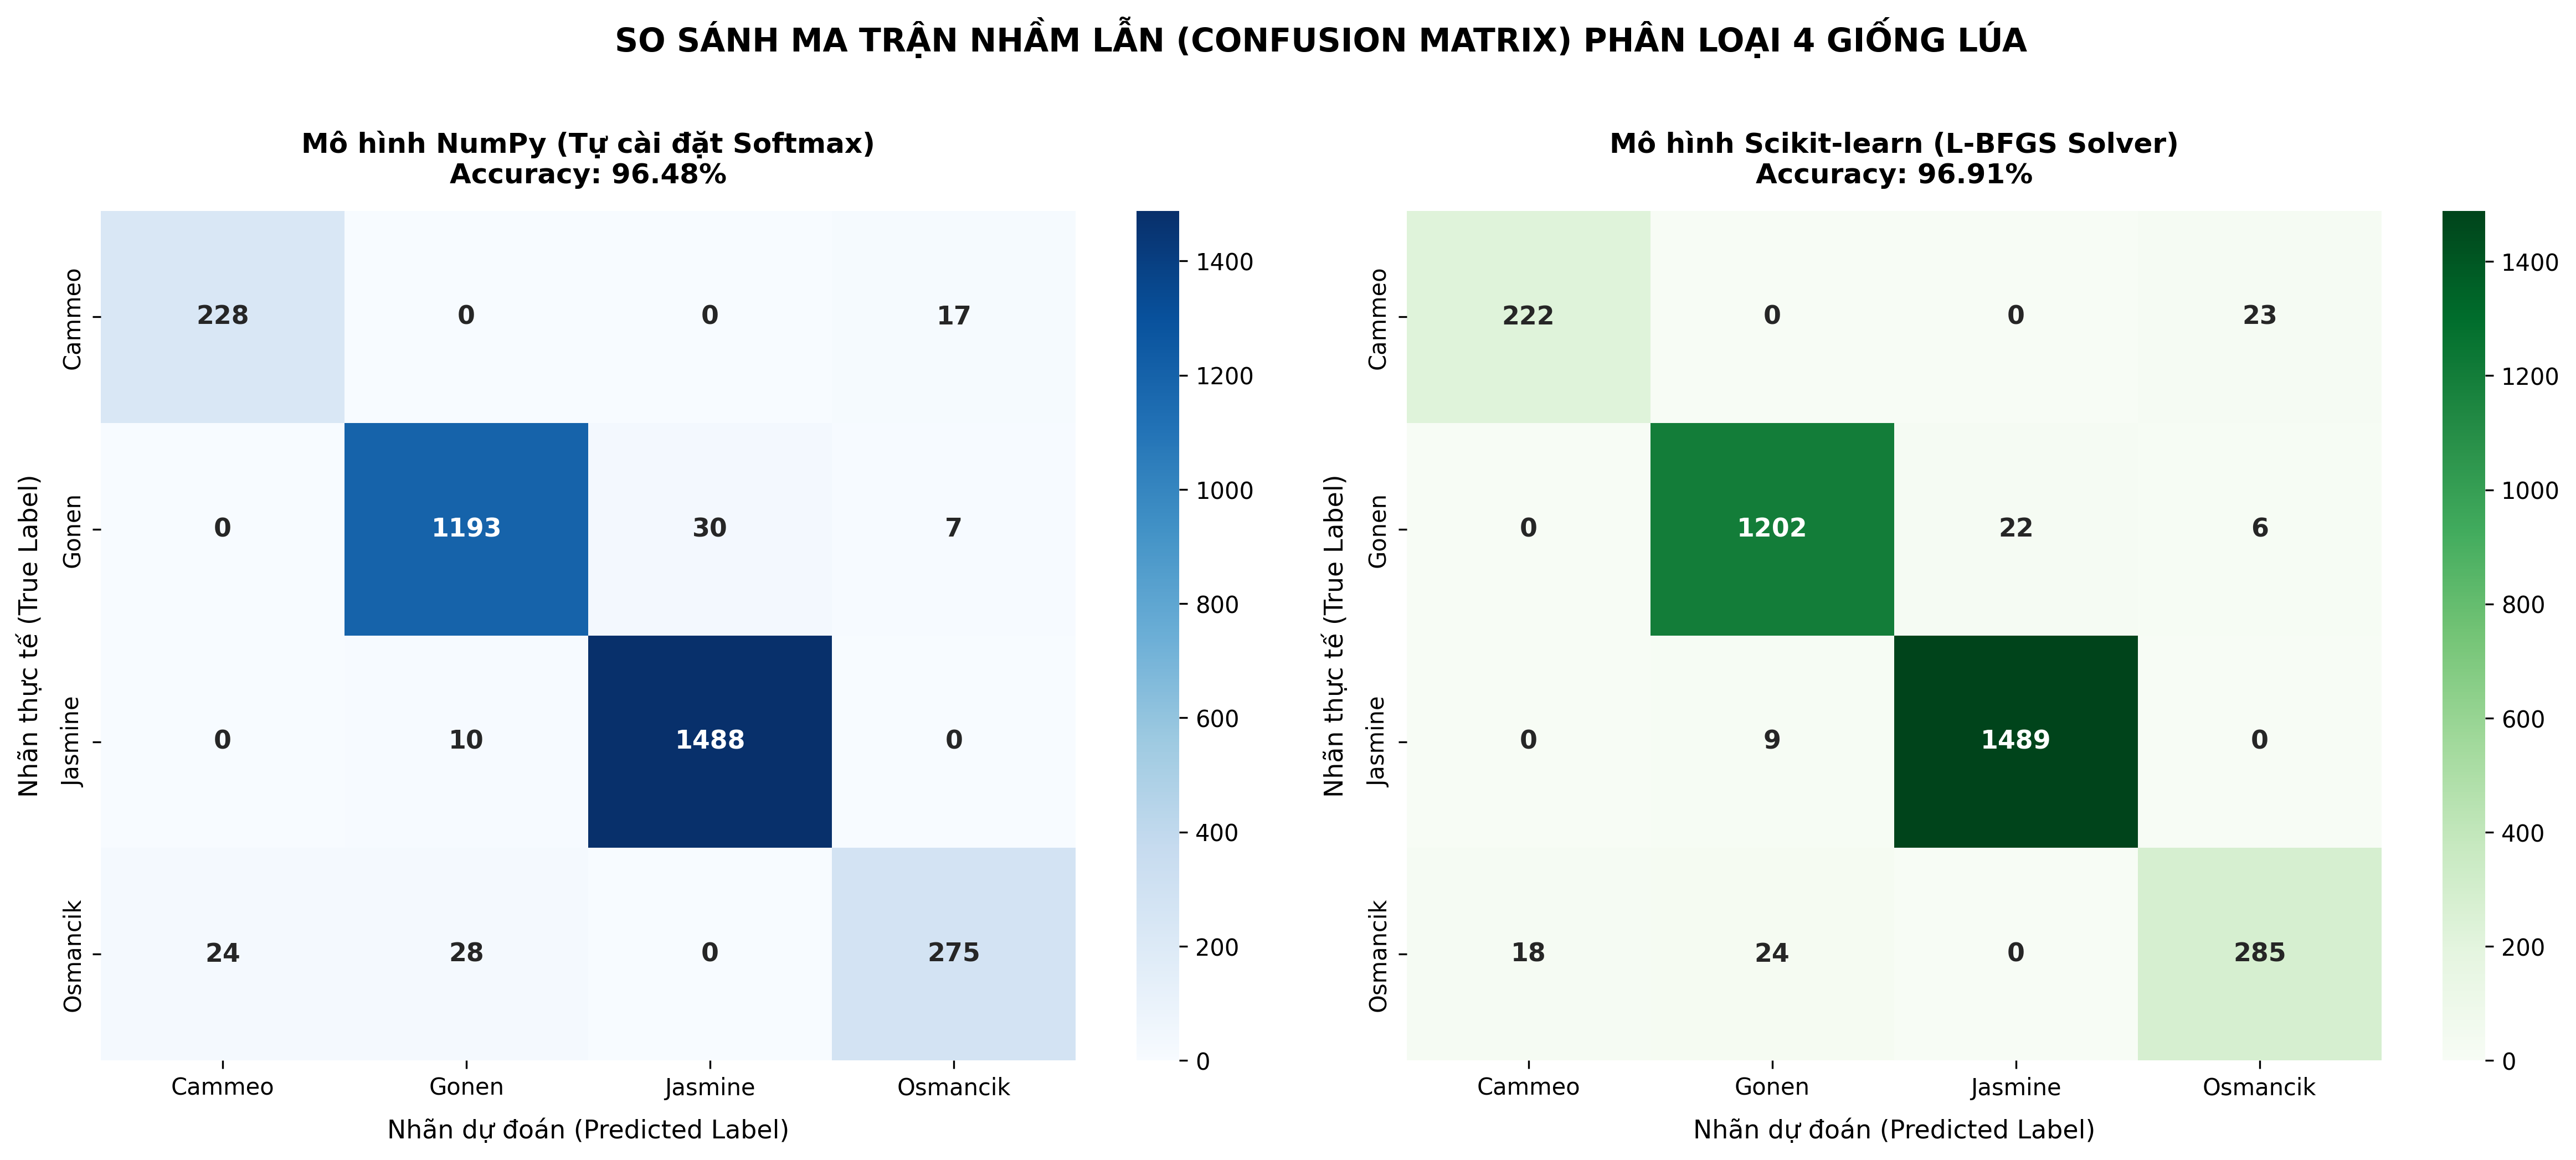 SO SÁNH MA TRẬN NHẦM LẪN (CONFUSION MATRIX) PHÂN LOẠI 4 GIỐNG LÚA
Mô hình NumPy (Tự cài đặt Softmax)
Accuracy: 96.48%
Nhãn thực tế (True Label)
Cammeo
228 0 0 17
Gonen
0 1193 30 7
Jasmine
0 10 1488 0
Osmancik
24 28 0 275
Cammeo Gonen Jasmine Osmancik
Nhãn dự đoán (Predicted Label)
1400
1200
1000
800
600
400
200
0
Mô hình Scikit-learn (L-BFGS Solver)
Accuracy: 96.91%
Nhãn thực tế (True Label)
Cammeo
222 0 0 23
Gonen
0 1202 22 6
Jasmine
0 9 1489 0
Osmancik
18 24 0 285
Cammeo Gonen Jasmine Osmancik
Nhãn dự đoán (Predicted Label)
1400
1200
1000
800
600
400
200
0